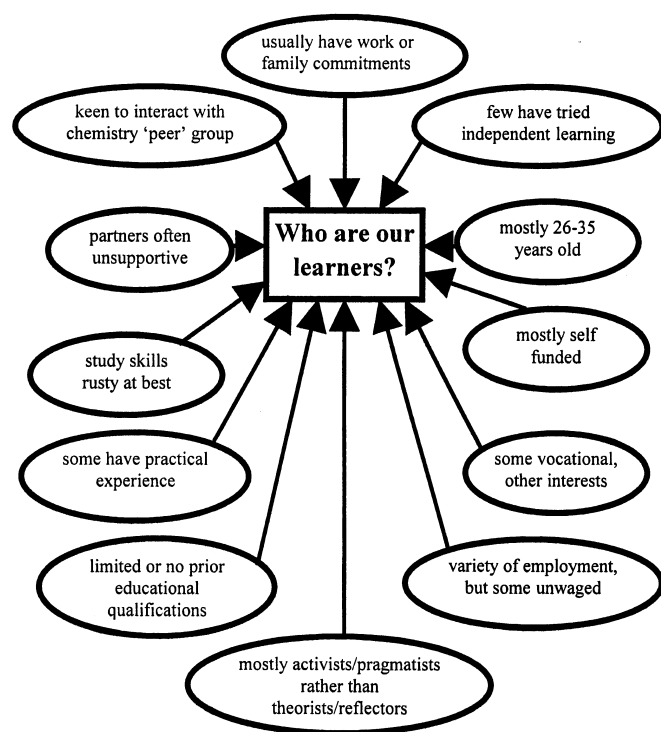 usually have work or
family commitments
keen to interact with
chemistry ‘peer’ group
few have tried
independent learning
Who are our
learners?
partners often
unsupportive
mostly 26-35
years old
study skills
rusty at best
mostly self
funded
some have practical
experience
some vocational,
other interests
limited or no prior
educational
qualifications
variety of employment,
but some unwaged
mostly activists/pragmatists
rather than
theorists/reflectors